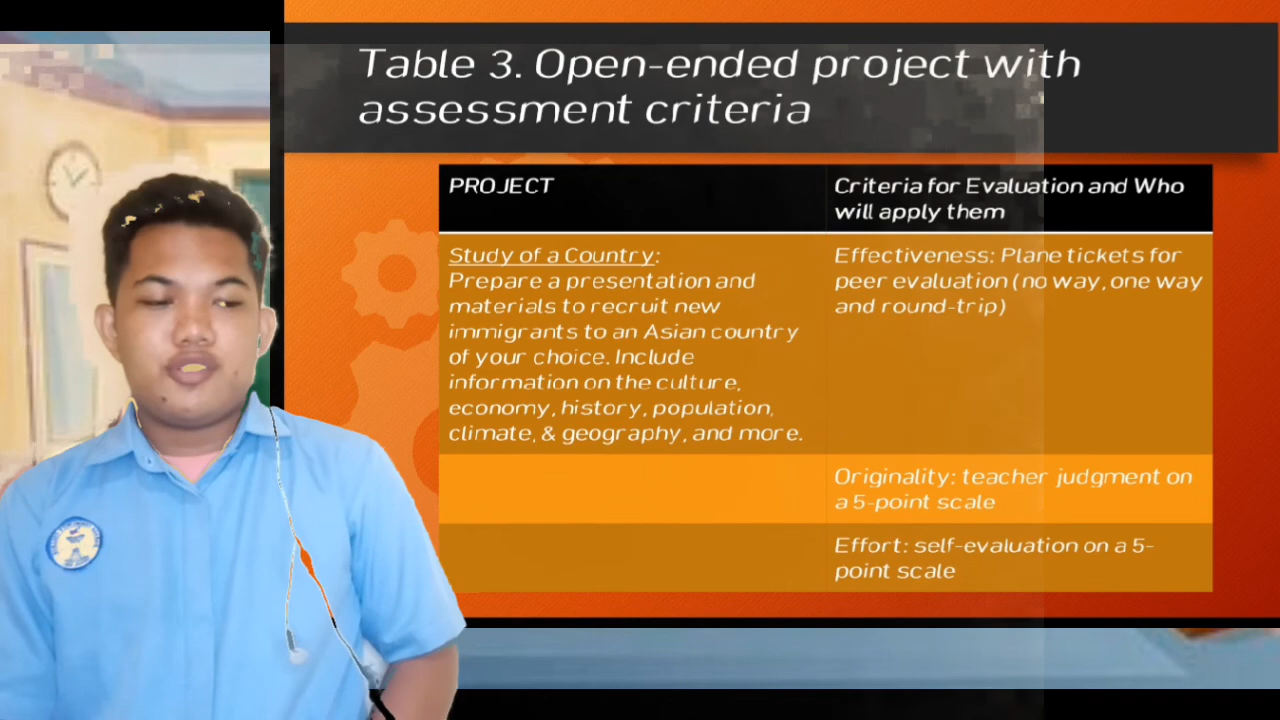 Table 3. Open-ended project with
assessment criteria
PROJECT
Criteria for Evaluation and Who
will apply them
Study of a Country:
Prepare a presentation and
materials to recruit new
immigrants to an Asian country
of your choice. Include
information on the culture,
economy, history, population,
climate, & geography, and more.
Effectiveness: Plane tickets for
peer evaluation (no way, one way
and round-trip)
Originality: teacher judgment on
a 5-point scale
Effort: self-evaluation on a 5-
point scale